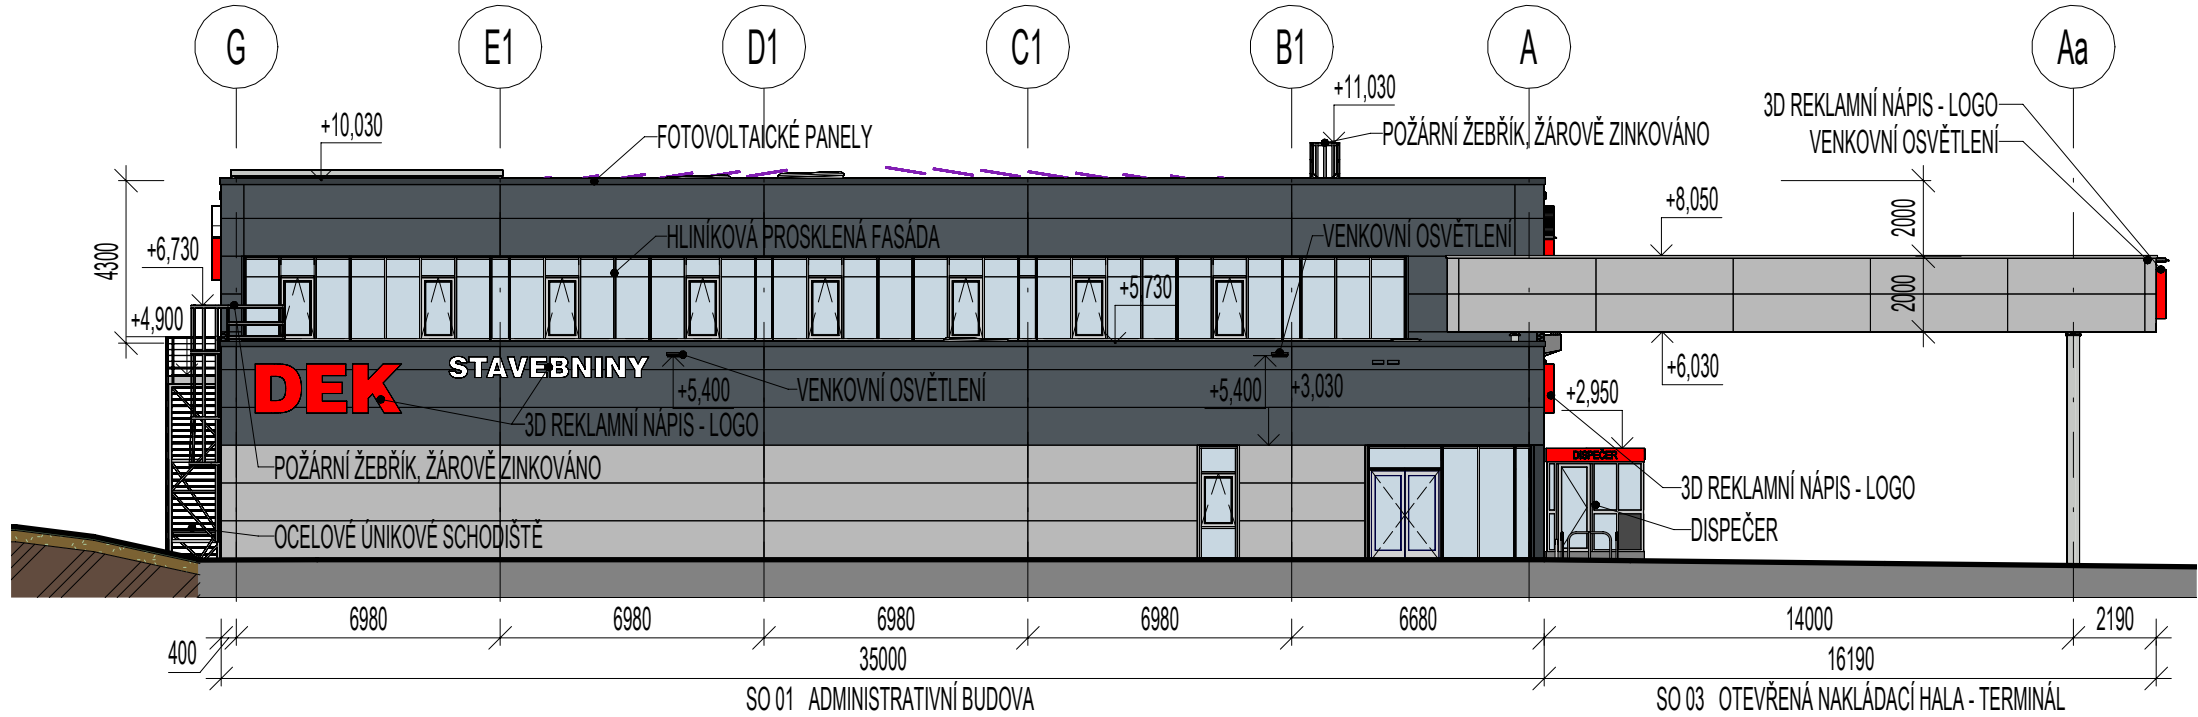 G E1 D1 C1 B1 A Aa
+11,030
3D REKLAMNÍ NÁPIS - LOGO
+10,030
FOTOVOLTAICKÉ PANELY
POŽÁRNÍ ŽEBŘÍK, ŽÁROVĚ ZINKOVÁNO
VENKOVNÍ OSVĚTLENÍ
+8,050
2000
HLINÍKOVÁ PROSKLENÁ FASÁDA
VENKOVNÍ OSVĚTLENÍ
4300
+6,730
+5,730
2000
+4,900
DEK
STAVEBNINY
+5,400
VENKOVNÍ OSVĚTLENÍ
+5,400
+3,030
+6,030
+2,950
3D REKLAMNÍ NÁPIS - LOGO
DISPEČER
POŽÁRNÍ ŽEBŘÍK, ŽÁROVĚ ZINKOVÁNO
3D REKLAMNÍ NÁPIS - LOGO
DISPEČER
OCELOVÉ ÚNIKOVÉ SCHODIŠTĚ
6980 6980 6980 6980 6680 14000 2190
400
35000
16190
SO 01 ADMINISTRATIVNÍ BUDOVA
SO 03 OTEVŘENÁ NAKLÁDACÍ HALA - TERMINÁL